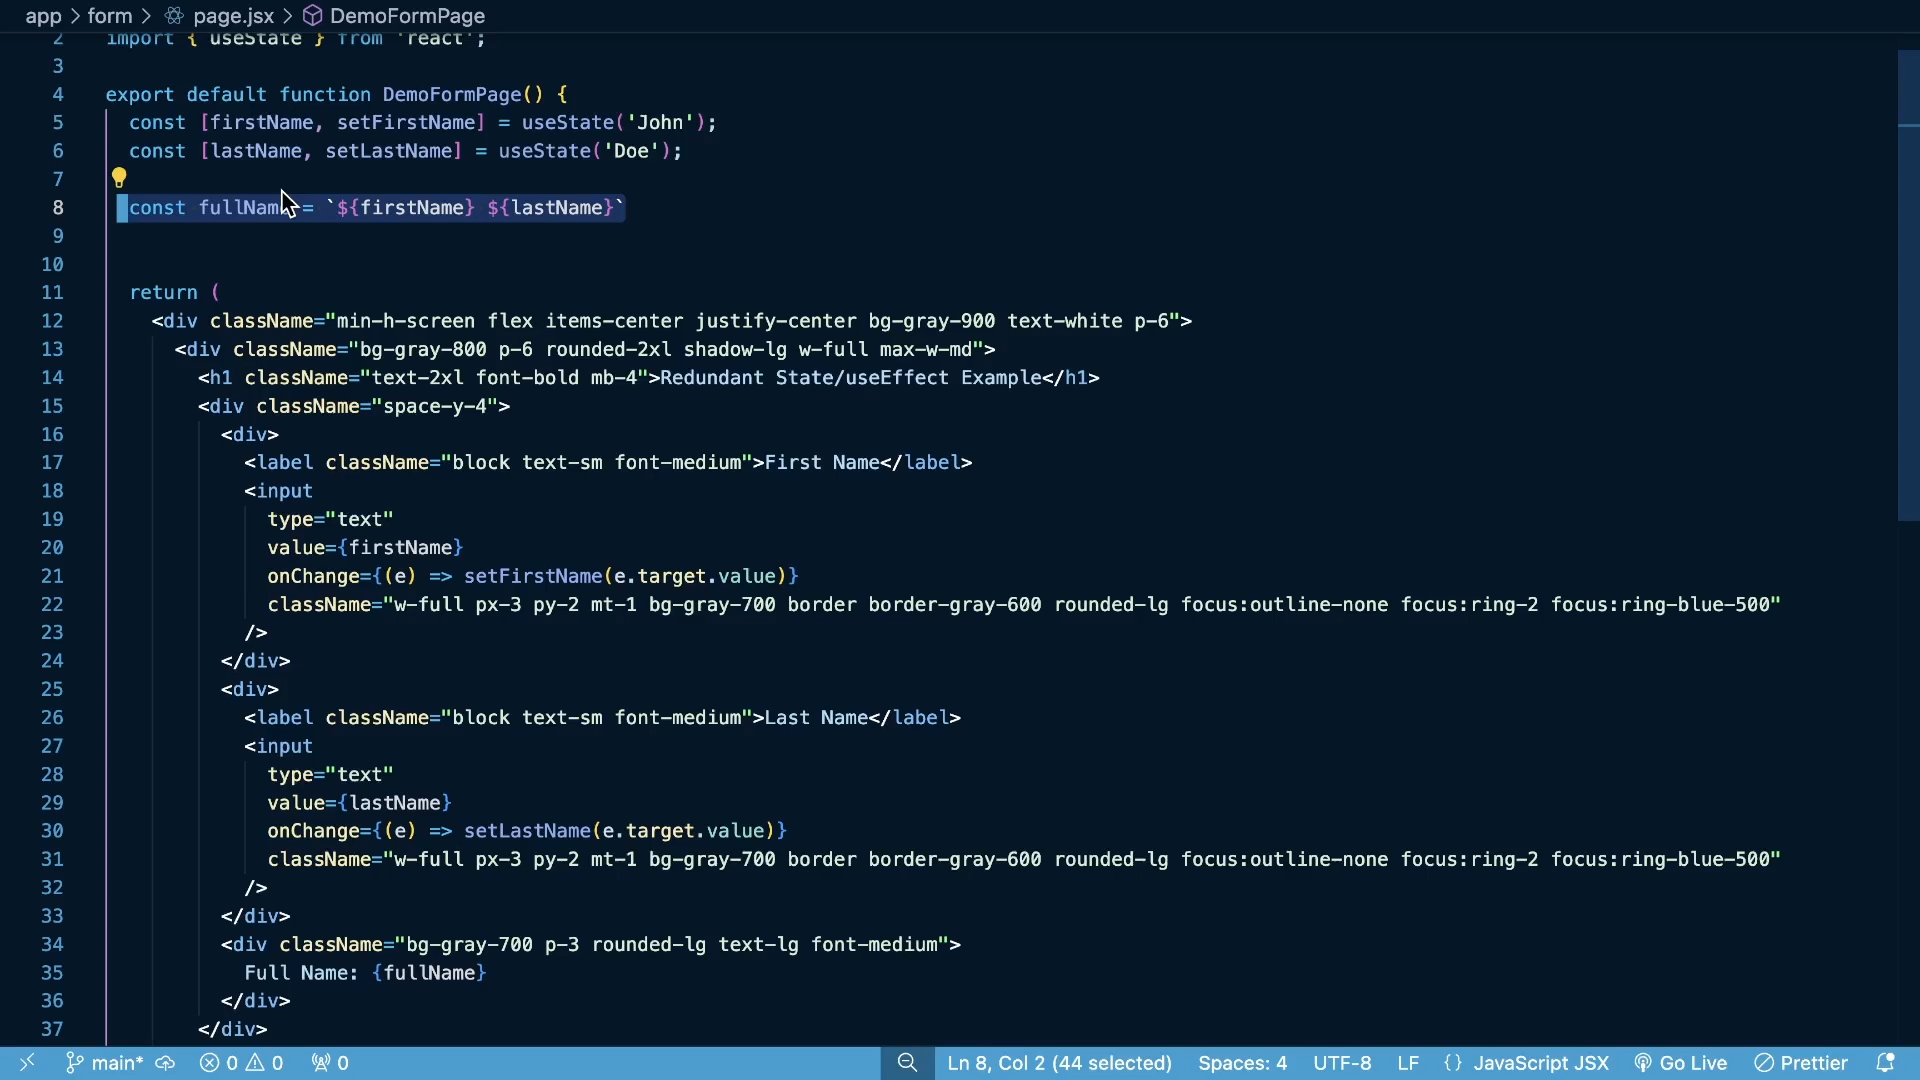 app > form > page.jsx > DemoFormPage
2 import { useState } from 'react';
3
4 export default function DemoFormPage() {
5 const [firstName, setFirstName] = useState('John');
6 const [lastName, setLastName] = useState('Doe');
7
8 const fullName = `${firstName} ${lastName}`
9
10
11 return (
12 <div className="min-h-screen flex items-center justify-center bg-gray-900 text-white p-6">
13 <div className="bg-gray-800 p-6 rounded-2xl shadow-lg w-full max-w-md">
14 <h1 className="text-2xl font-bold mb-4">Redundant State/useEffect Example</h1>
15 <div className="space-y-4">
16 <div>
17 <label className="block text-sm font-medium">First Name</label>
18 <input
19 type="text"
20 value={firstName}
21 onChange={(e) => setFirstName(e.target.value)}
22 className="w-full px-3 py-2 mt-1 bg-gray-700 border border-gray-600 rounded-lg focus:outline-none focus:ring-2 focus:ring-blue-500"
23 />
24 </div>
25 <div>
26 <label className="block text-sm font-medium">Last Name</label>
27 <input
28 type="text"
29 value={lastName}
30 onChange={(e) => setLastName(e.target.value)}
31 className="w-full px-3 py-2 mt-1 bg-gray-700 border border-gray-600 rounded-lg focus:outline-none focus:ring-2 focus:ring-blue-500"
32 />
33 </div>
34 <div className="bg-gray-700 p-3 rounded-lg text-lg font-medium">
35 Full Name: {fullName}
36 </div>
37 </div>
main* 0 0 0 Ln 8, Col 2 (44 selected) Spaces: 4 UTF-8 LF {} JavaScript JSX Go Live Prettier